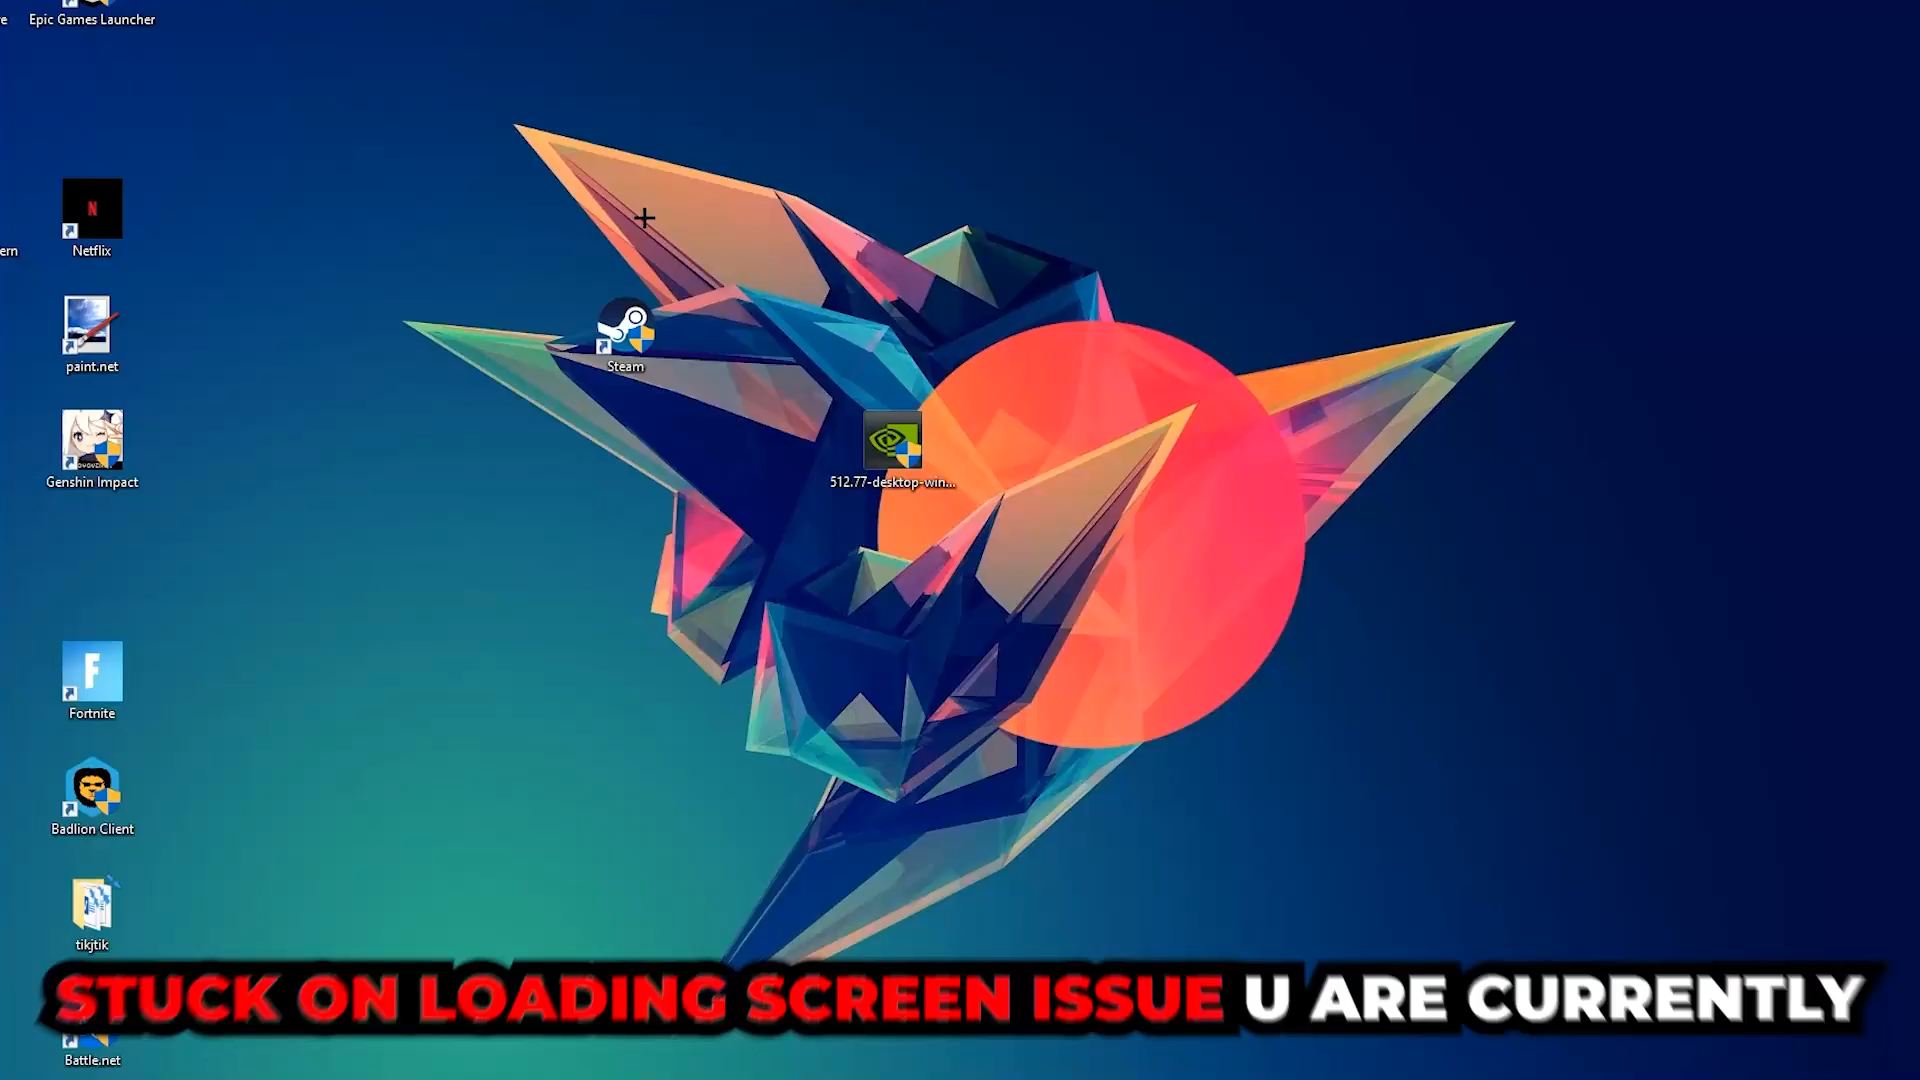 Epic Games Launcher
N
Netflix
ern
paint.net
Steam
Genshin Impact
512.77-desktop-win...
F
Fortnite
Badlion Client
tikjtik
STUCK ON LOADING SCREEN ISSUE U ARE CURRENTLY
Battle.net